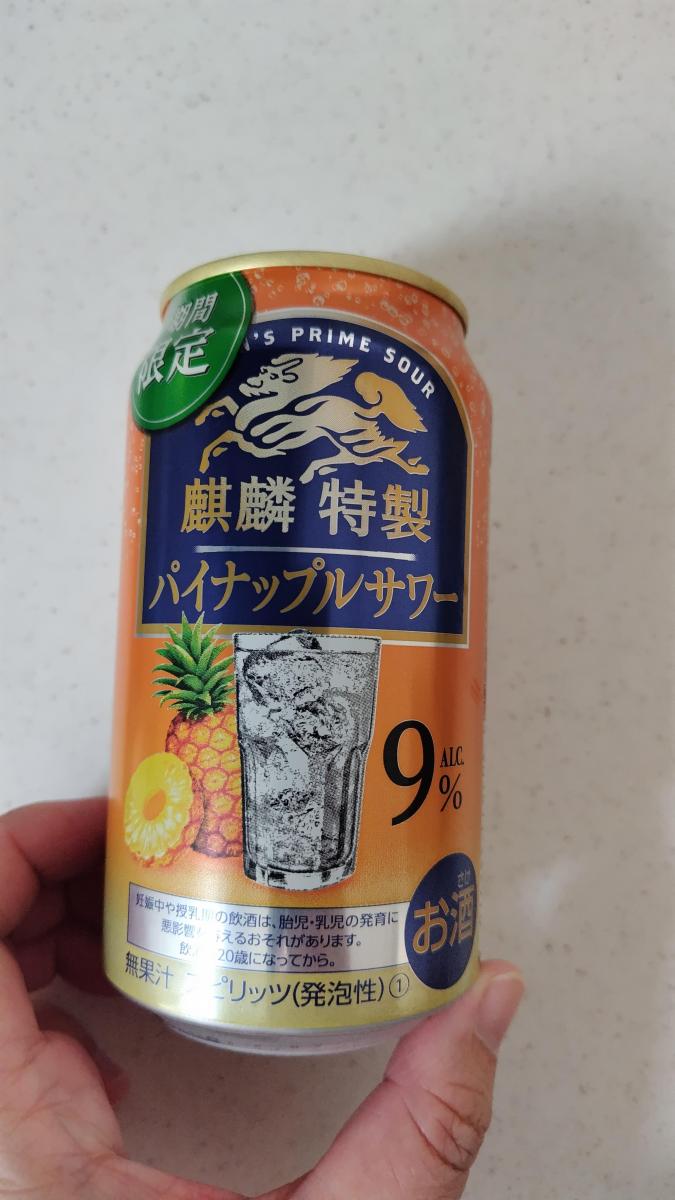 期間
限定
'S PRIME SOUR
麒麟 特製
パイナップルサワー
9
ALC.
%
妊娠中や授乳期の飲酒は、胎児・乳児の発育に
悪影響を与えるおそれがあります。
20歳になってから。
さけ
お酒
無果汁 スピリッツ(発泡性)①